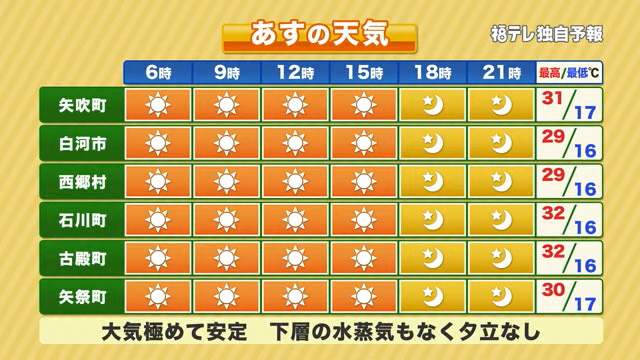 あすの天気
福テレ独自予報
6時 9時 12時 15時 18時 21時 最高/最低℃
矢吹町 31/17
白河市 29/16
西郷村 29/16
石川町 32/16
古殿町 32/16
矢祭町 30/17
大気極めて安定 下層の水蒸気もなく夕立なし